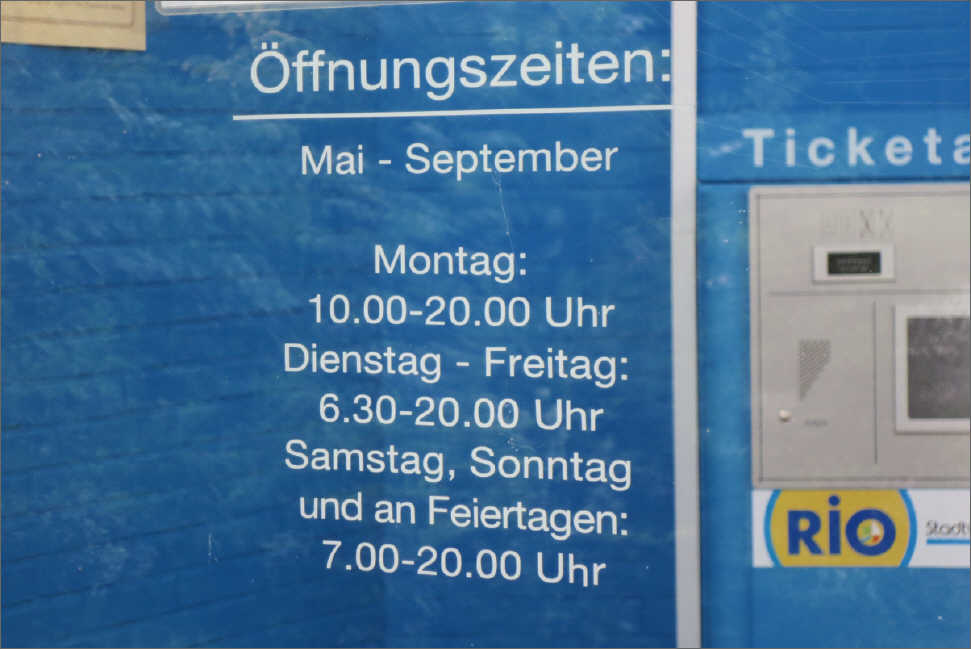 Öffnungszeiten:
Mai - September
Montag:
10.00-20.00 Uhr
Dienstag - Freitag:
6.30-20.00 Uhr
Samstag, Sonntag
und an Feiertagen:
7.00-20.00 Uhr
Ticketa
RIO
Stadt